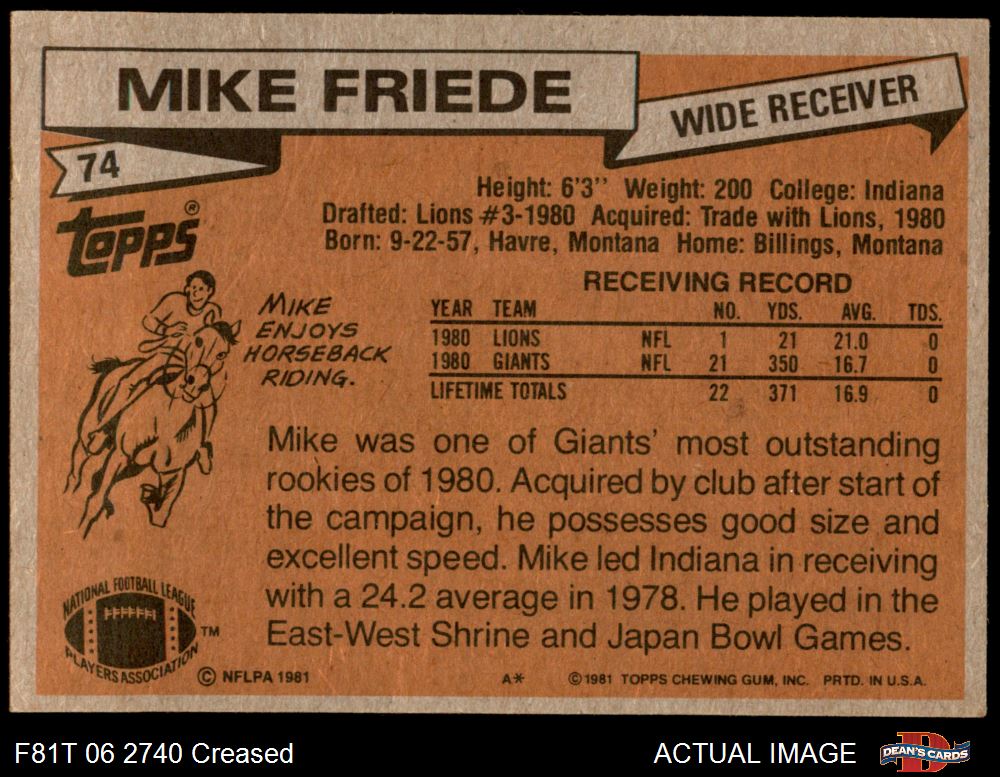 MIKE FRIEDE
WIDE RECEIVER
74
Topps®
Height: 6'3'' Weight: 200 College: Indiana
Drafted: Lions #3-1980 Acquired: Trade with Lions, 1980
Born: 9-22-57, Havre, Montana Home: Billings, Montana
MIKE
ENJOYS
HORSEBACK
RIDING.
RECEIVING RECORD
YEAR TEAM NO. YDS. AVG. TDS.
1980 LIONS NFL 1 21 21.0 0
1980 GIANTS NFL 21 350 16.7 0
LIFETIME TOTALS 22 371 16.9 0
Mike was one of Giants' most outstanding
rookies of 1980. Acquired by club after start of
the campaign, he possesses good size and
excellent speed. Mike led Indiana in receiving
with a 24.2 average in 1978. He played in the
East-West Shrine and Japan Bowl Games.
NATIONAL FOOTBALL LEAGUE
PLAYERS ASSOCIATION
TM
© NFLPA 1981
A* © 1981 TOPPS CHEWING GUM, INC. PRTD. IN U.S.A.
F81T 06 2740 Creased
ACTUAL IMAGE
DEAN'S CARDS